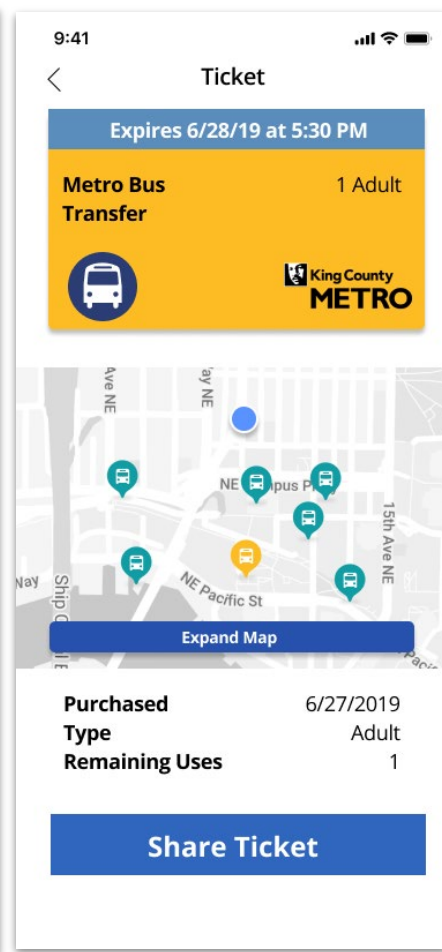 9:41
Ticket
Expires 6/28/19 at 5:30 PM
Metro Bus
Transfer
1 Adult
King County
METRO
Ave NE
ay NE
NE
pus P
15th Ave NE
Way
Ship
NE Pacific St
Expand Map
Purchased 6/27/2019
Type Adult
Remaining Uses 1
Share Ticket